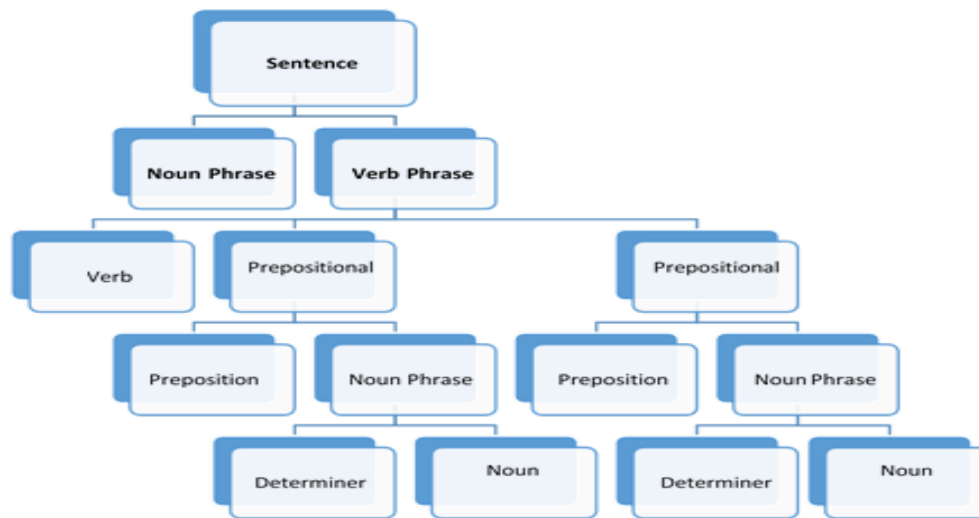 Sentence
Noun Phrase
Verb Phrase
Verb
Prepositional
Prepositional
Preposition
Noun Phrase
Preposition
Noun Phrase
Determiner
Noun
Determiner
Noun